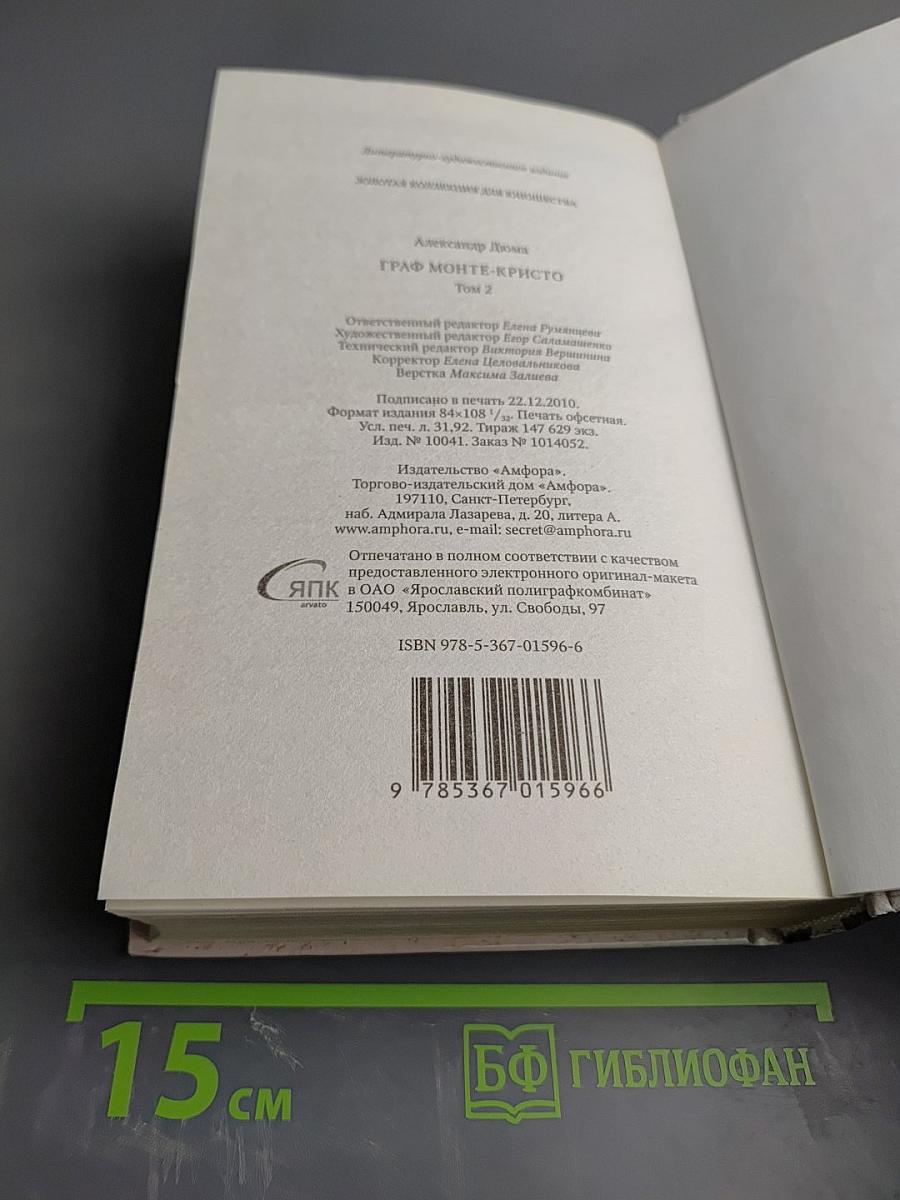 Литературно-художественное издание
ЗОЛОТАЯ КОЛЛЕКЦИЯ ДЛЯ ЮНОШЕСТВА
Александр Дюма
ГРАФ МОНТЕ-КРИСТО
Том 2
Ответственный редактор Елена Румянцева
Художественный редактор Егор Саламашенко
Технический редактор Виктория Вершинина
Корректор Елена Целовальникова
Верстка Максима Залиева
Подписано в печать 22.12.2010.
Формат издания 84×108 1/32. Печать офсетная.
Усл. печ. л. 31,92. Тираж 147 629 экз.
Изд. № 10041. Заказ № 1014052.
Издательство «Амфора».
Торгово-издательский дом «Амфора».
197110, Санкт-Петербург,
наб. Адмирала Лазарева, д. 20, литера А.
www.amphora.ru, e-mail: secret@amphora.ru
Отпечатано в полном соответствии с качеством
предоставленного электронного оригинал-макета
в ОАО «Ярославский полиграфкомбинат»
150049, Ярославль, ул. Свободы, 97
ЯПК
arvato
ISBN 978-5-367-01596-6
9 785367 015966
15 см
БФ ГИБЛИОФАН